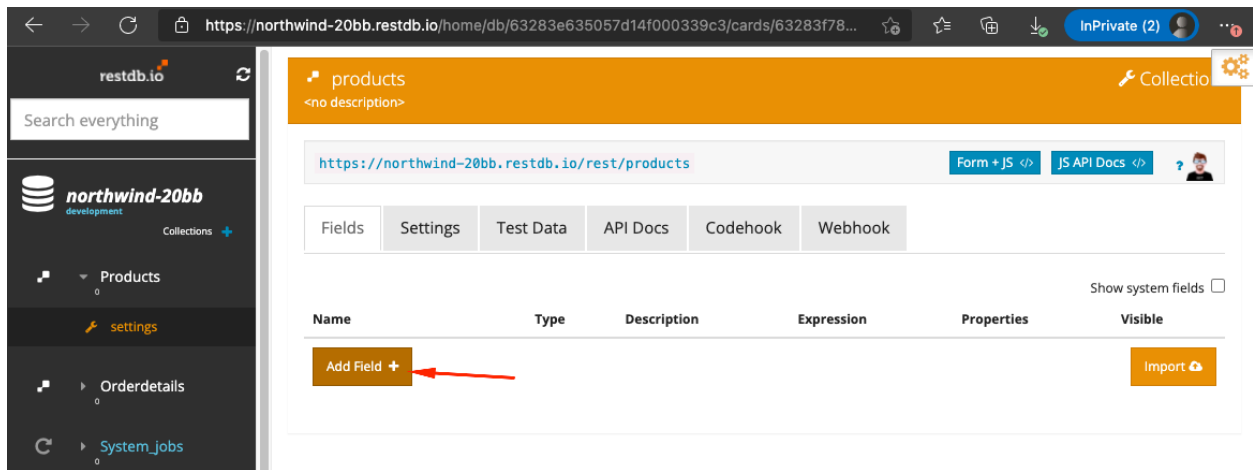 https://northwind-20bb.restdb.io/home/db/63283e635057d14f000339c3/cards/63283f78...
InPrivate (2)
restdb.io
Search everything
northwind-20bb
development
Collections +
Products
0
settings
Orderdetails
0
System_jobs
0
products
<no description>
Collectio
https://northwind-20bb.restdb.io/rest/products
Form + JS </>
JS API Docs </>
?
Fields Settings Test Data API Docs Codehook Webhook
Show system fields
Name Type Description Expression Properties Visible
Add Field +
Import